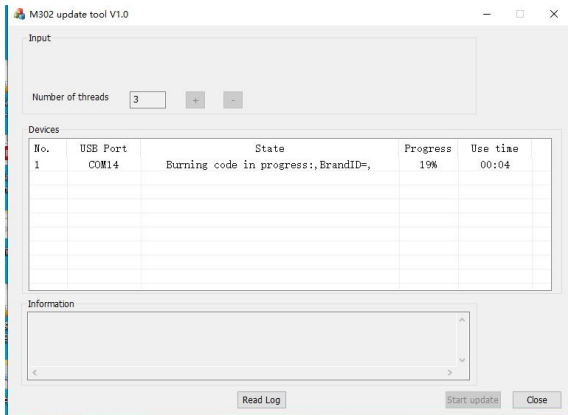 M302 update tool V1.0
Input
Number of threads 3 + -
Devices
No. USB Port State Progress Use time
1 COM14 Burning code in progress:,BrandID=, 19% 00:04
Information
Read Log Start update Close